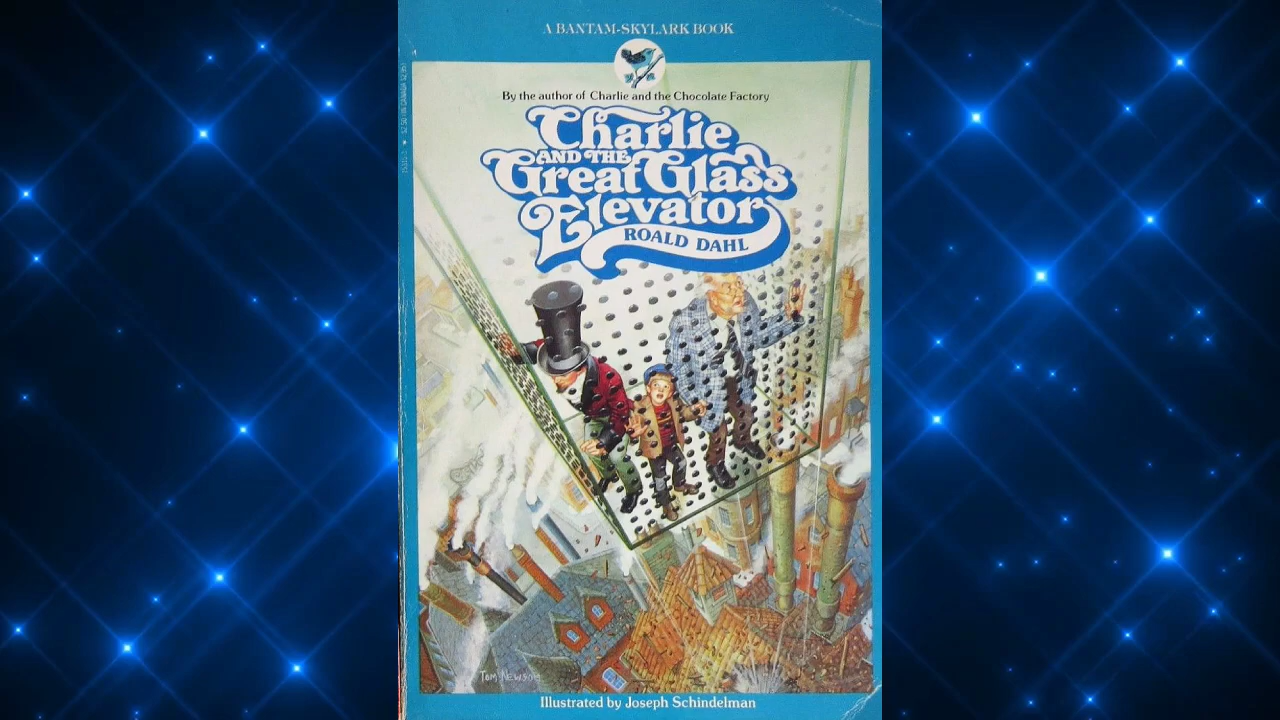 A BANTAM-SKYLARK BOOK
By the author of Charlie and the Chocolate Factory
Charlie
AND THE
Great Glass
Elevator
ROALD DAHL
TOM NEWSOM
Illustrated by Joseph Schindelman